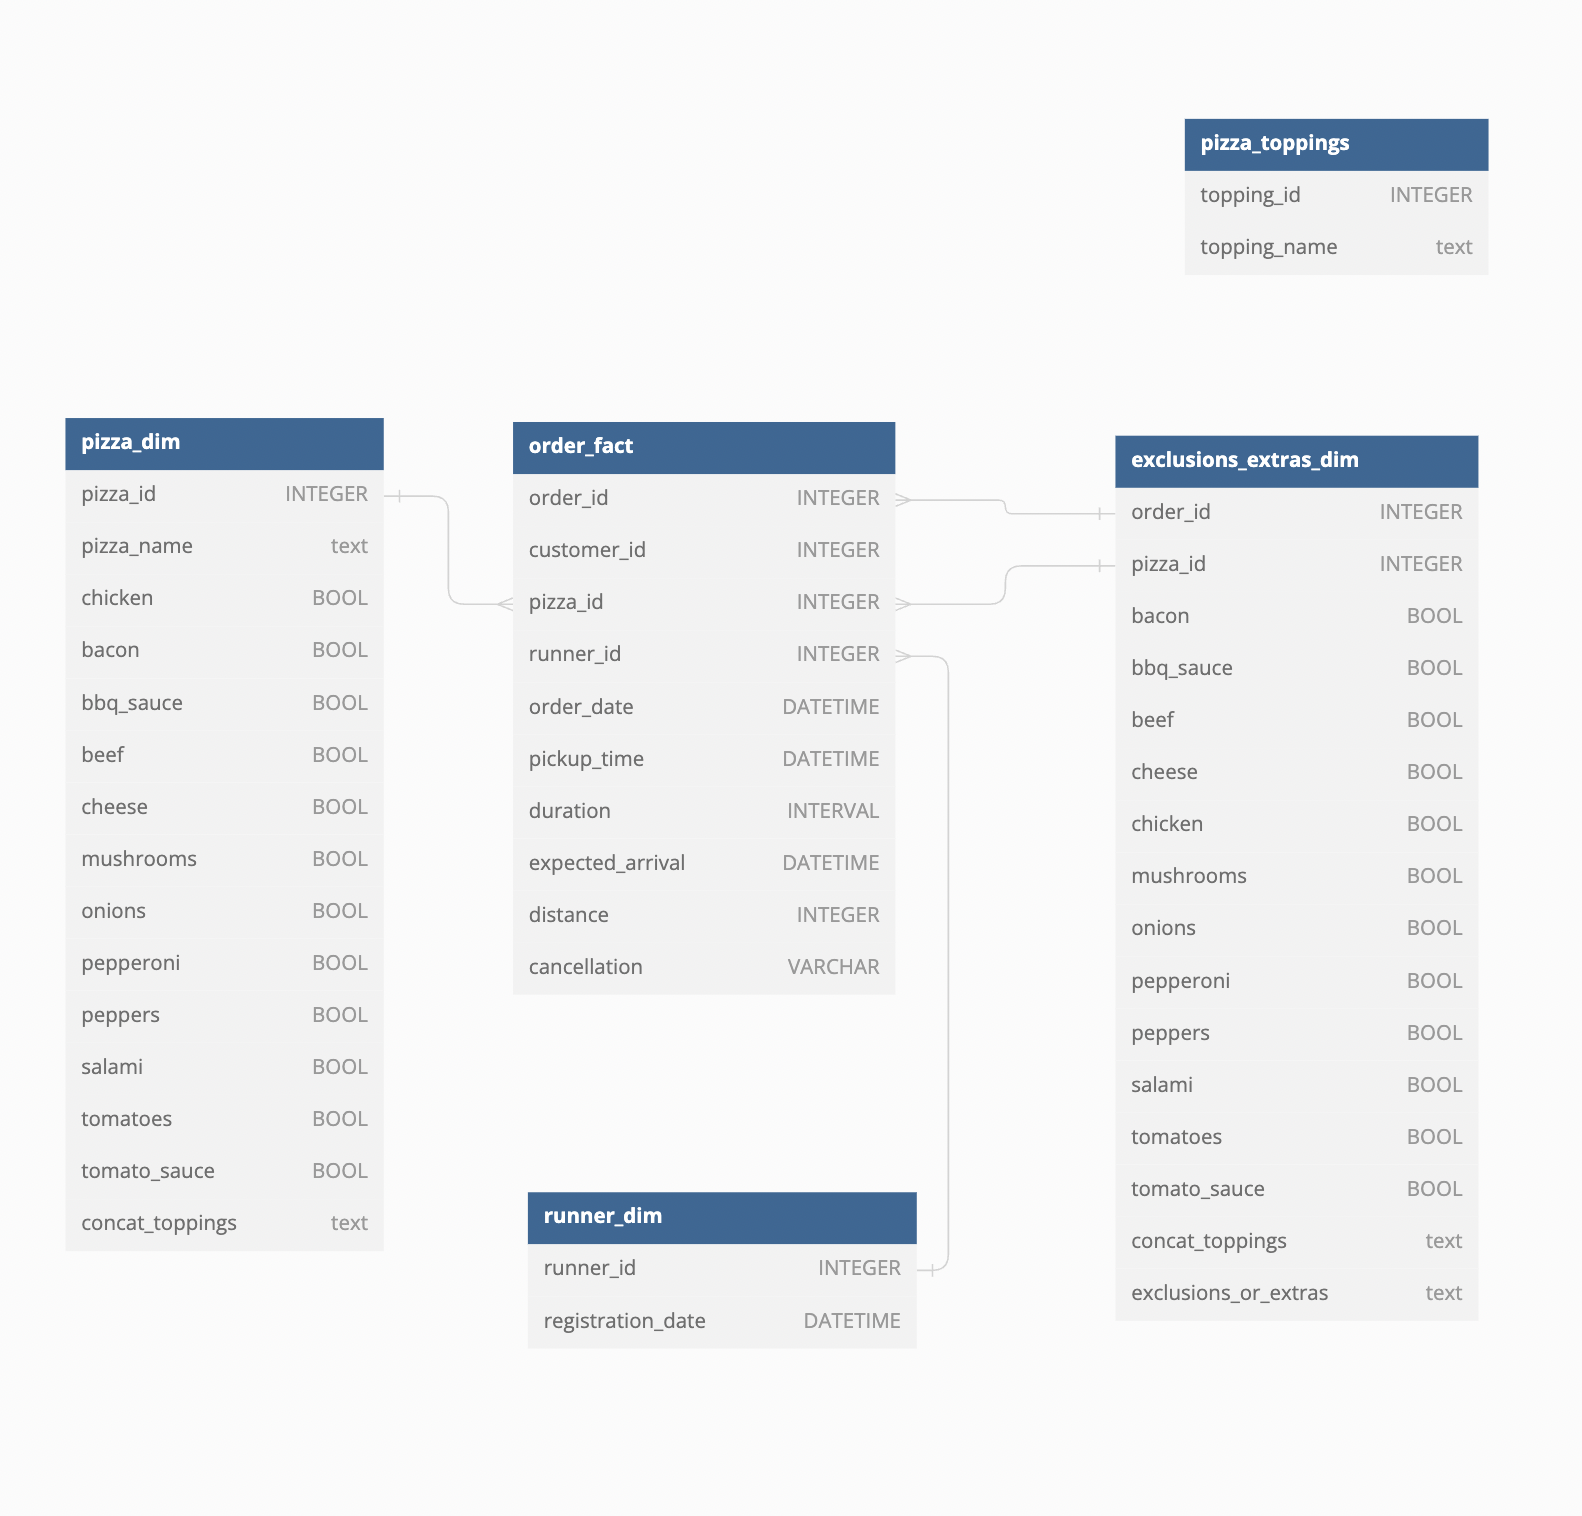 pizza_toppings
topping_id INTEGER
topping_name text
pizza_dim
pizza_id INTEGER
pizza_name text
chicken BOOL
bacon BOOL
bbq_sauce BOOL
beef BOOL
cheese BOOL
mushrooms BOOL
onions BOOL
pepperoni BOOL
peppers BOOL
salami BOOL
tomatoes BOOL
tomato_sauce BOOL
concat_toppings text
order_fact
order_id INTEGER
customer_id INTEGER
pizza_id INTEGER
runner_id INTEGER
order_date DATETIME
pickup_time DATETIME
duration INTERVAL
expected_arrival DATETIME
distance INTEGER
cancellation VARCHAR
exclusions_extras_dim
order_id INTEGER
pizza_id INTEGER
bacon BOOL
bbq_sauce BOOL
beef BOOL
cheese BOOL
chicken BOOL
mushrooms BOOL
onions BOOL
pepperoni BOOL
peppers BOOL
salami BOOL
tomatoes BOOL
tomato_sauce BOOL
concat_toppings text
exclusions_or_extras text
runner_dim
runner_id INTEGER
registration_date DATETIME